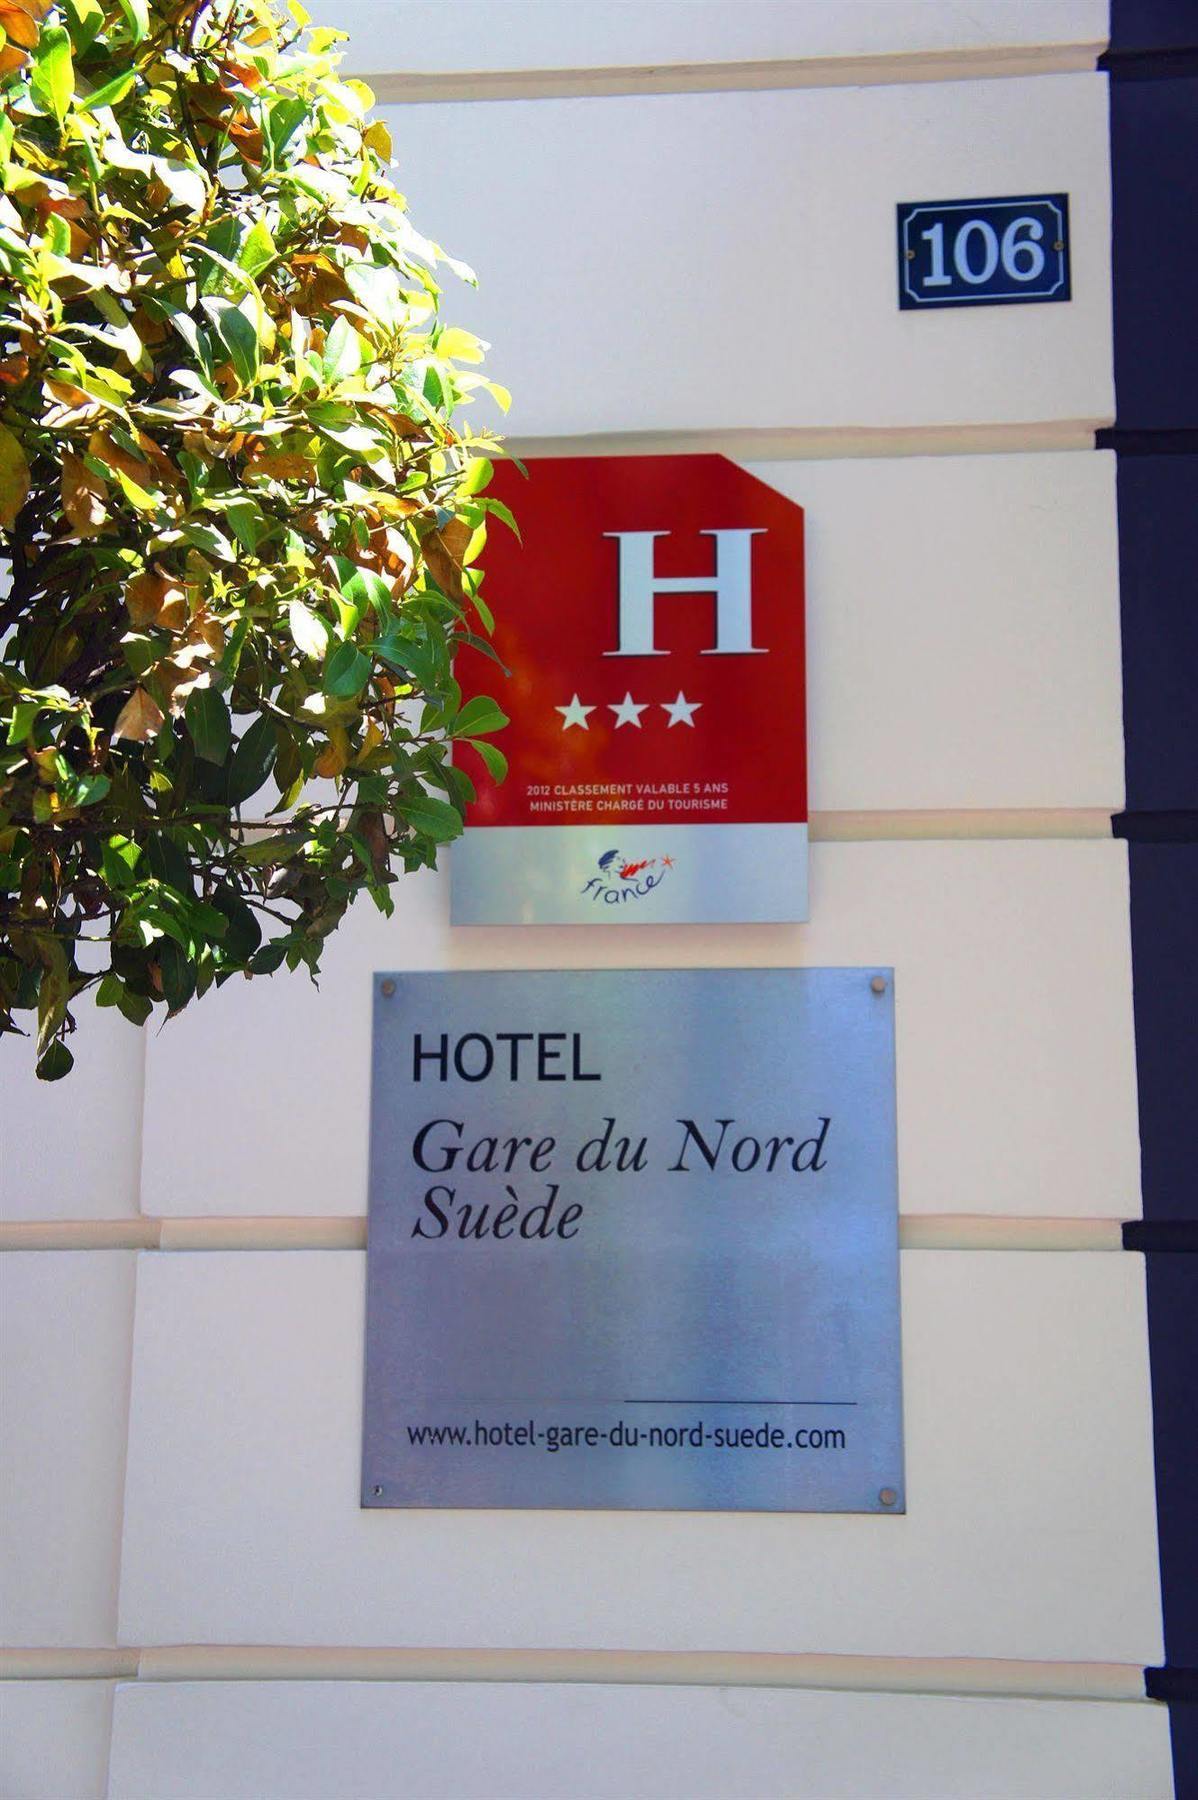 106
H
★★★
2012 CLASSEMENT VALABLE 5 ANS
MINISTÈRE CHARGÉ DU TOURISME
france
HOTEL
Gare du Nord
Suède
www.hotel-gare-du-nord-suede.com